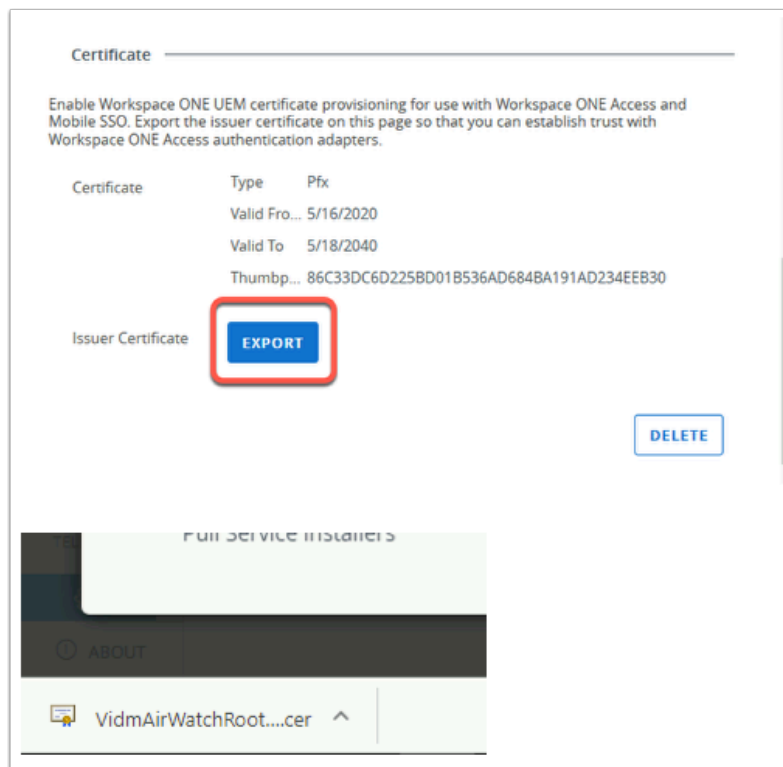 Certificate
Enable Workspace ONE UEM certificate provisioning for use with Workspace ONE Access and
Mobile SSO. Export the issuer certificate on this page so that you can establish trust with
Workspace ONE Access authentication adapters.
Certificate
Type Pfx
Valid Fro... 5/16/2020
Valid To 5/18/2040
Thumbp... 86C33DC6D225BD01B536AD684BA191AD234EEB30
Issuer Certificate EXPORT
DELETE
Pull Service Installers
ABOUT
VidmAirWatchRoot....cer